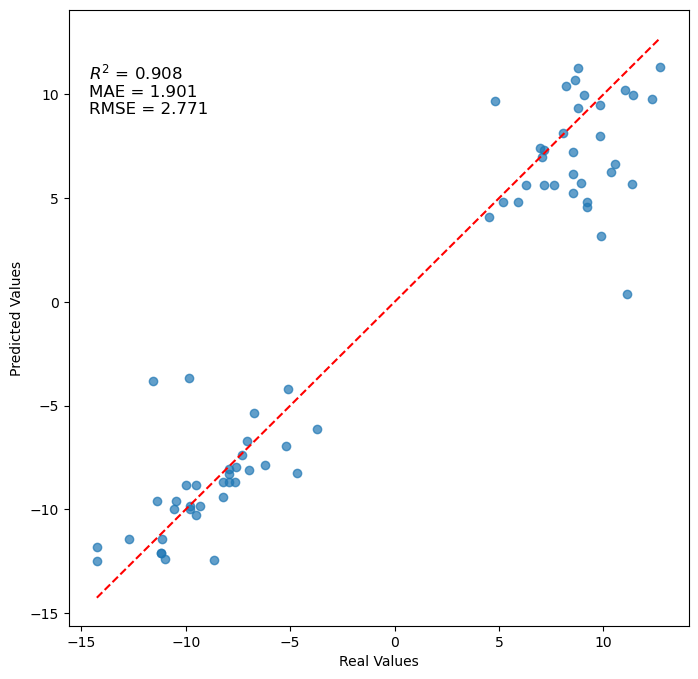 R² = 0.908
MAE = 1.901
RMSE = 2.771
10
5
0
−5
−10
−15
Predicted Values
−15 −10 −5 0 5 10
Real Values